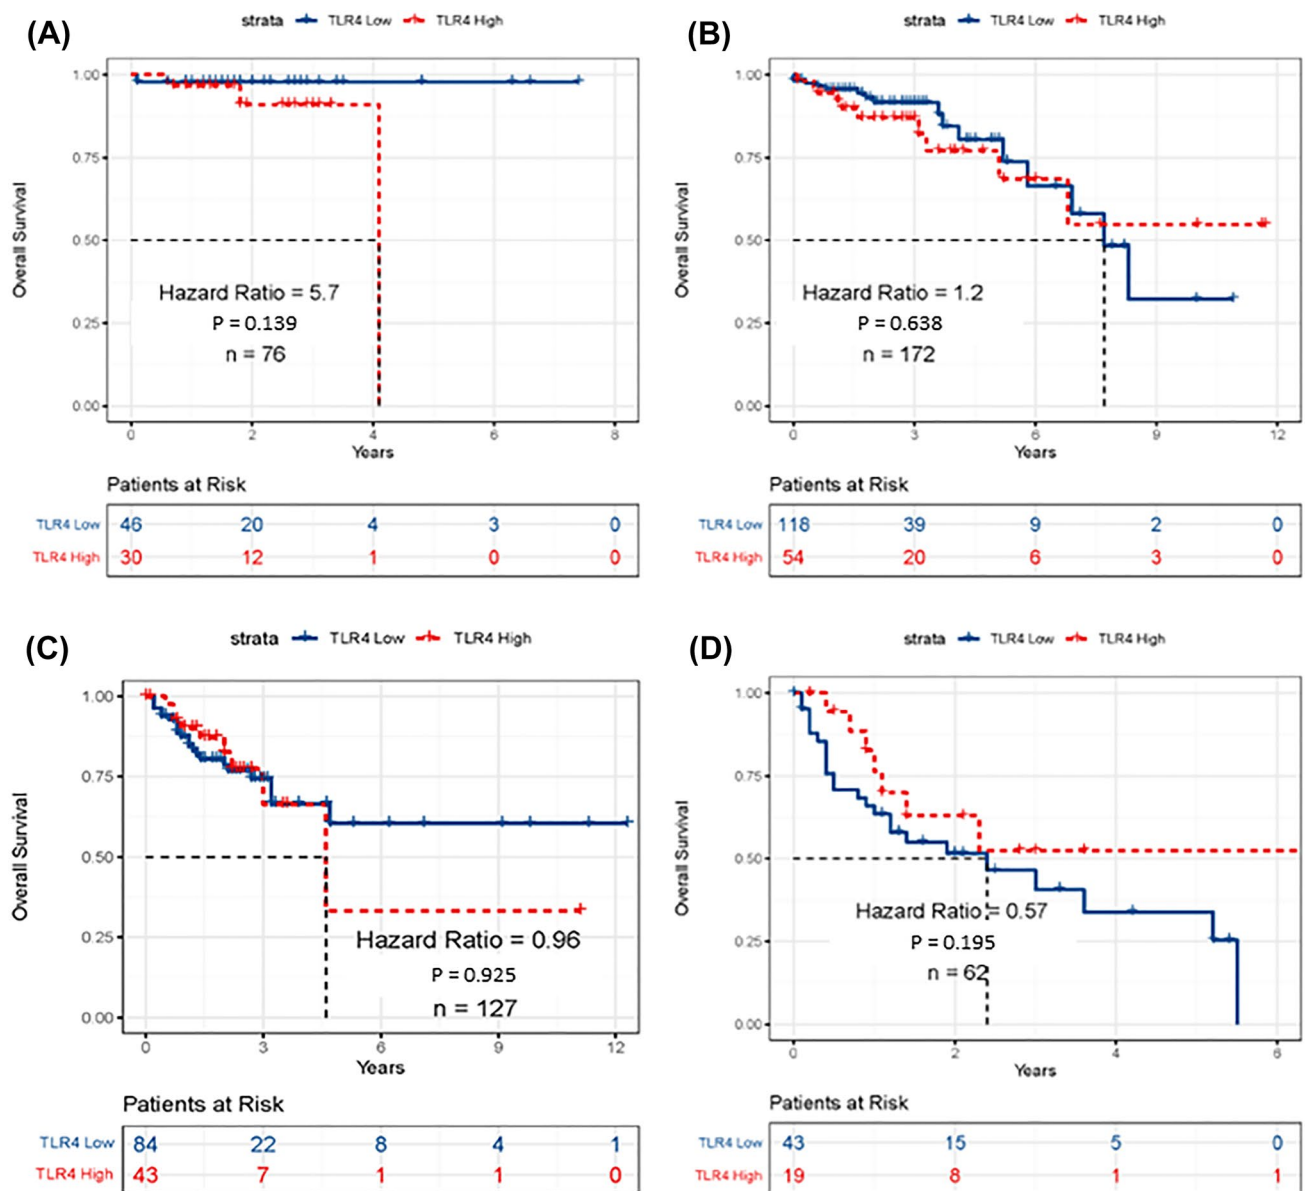 (A)
strata TLR4 Low TLR4 High
1.00
0.75
0.50
0.25
0.00
Overall Survival
Hazard Ratio = 5.7
P = 0.139
n = 76
0 2 4 6 8
Years
Patients at Risk
TLR4 Low 46 20 4 3 0
TLR4 High 30 12 1 0 0
(B)
strata TLR4 Low TLR4 High
1.00
0.75
0.50
0.25
0.00
Overall Survival
Hazard Ratio = 1.2
P = 0.638
n = 172
0 3 6 9 12
Years
Patients at Risk
TLR4 Low 118 39 9 2 0
TLR4 High 54 20 6 3 0
(C)
strata TLR4 Low TLR4 High
1.00
0.75
0.50
0.25
0.00
Overall Survival
Hazard Ratio = 0.96
P = 0.925
n = 127
0 3 6 9 12
Years
Patients at Risk
TLR4 Low 84 22 8 4 1
TLR4 High 43 7 1 1 0
(D)
strata TLR4 Low TLR4 High
1.00
0.75
0.50
0.25
0.00
Overall Survival
Hazard Ratio = 0.57
P = 0.195
n = 62
0 2 4 6
Years
Patients at Risk
TLR4 Low 43 15 5 0
TLR4 High 19 8 1 1